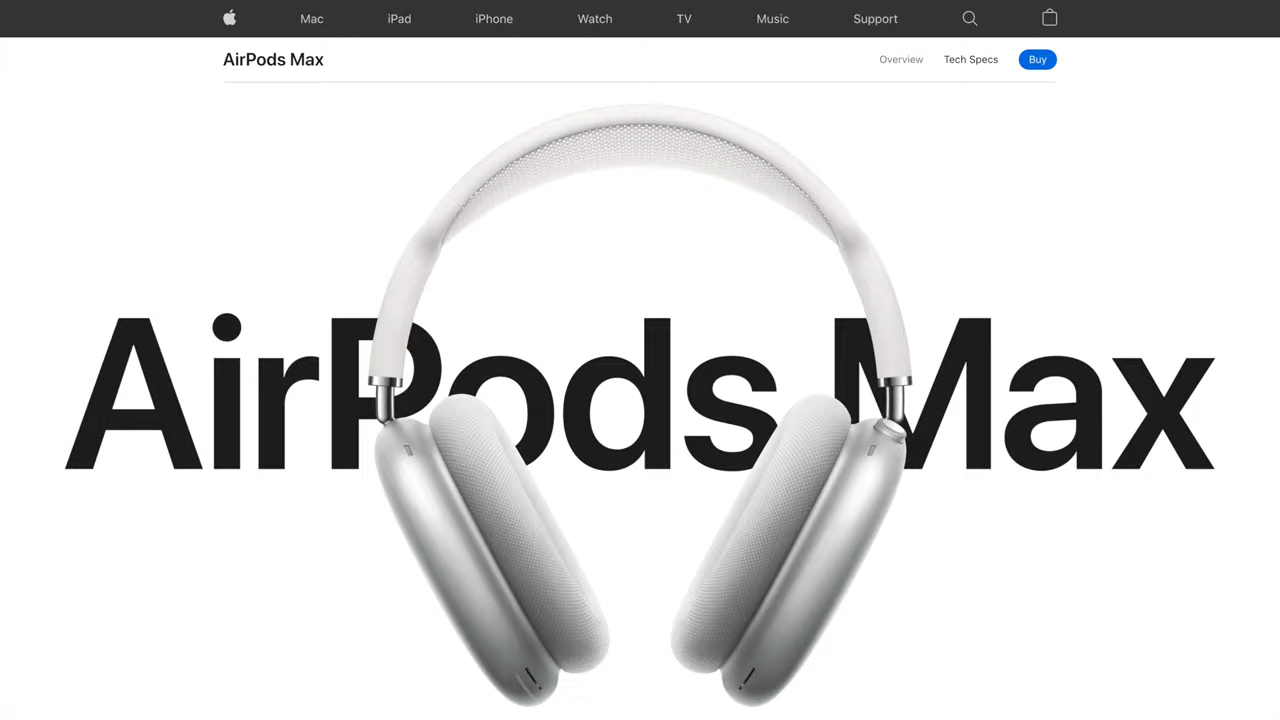 Mac iPad iPhone Watch TV Music Support
AirPods Max Overview Tech Specs Buy
AirPods Max